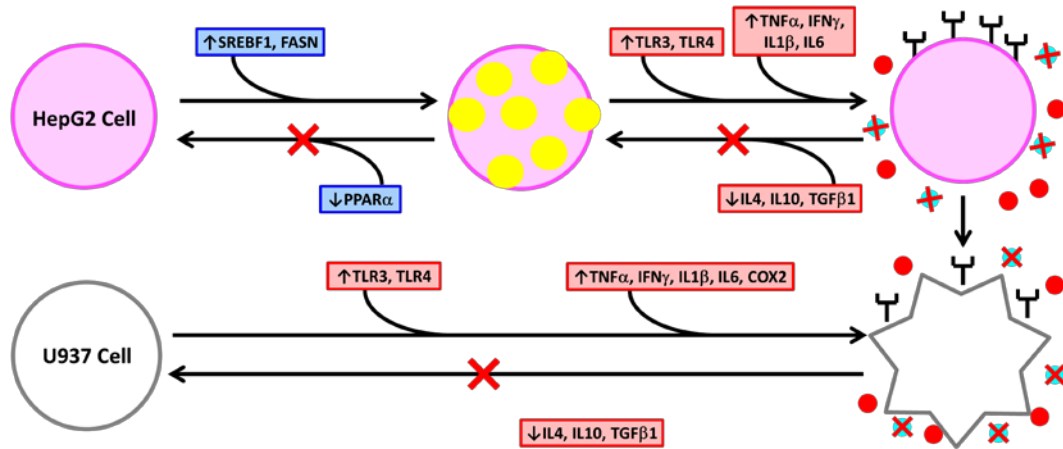 ↑SREBF1, FASN
↑TLR3, TLR4
↑TNFα, IFNγ,
IL1β, IL6
HepG2 Cell
↓PPARα
↓IL4, IL10, TGFβ1
↑TLR3, TLR4
↑TNFα, IFNγ, IL1β, IL6, COX2
U937 Cell
↓IL4, IL10, TGFβ1